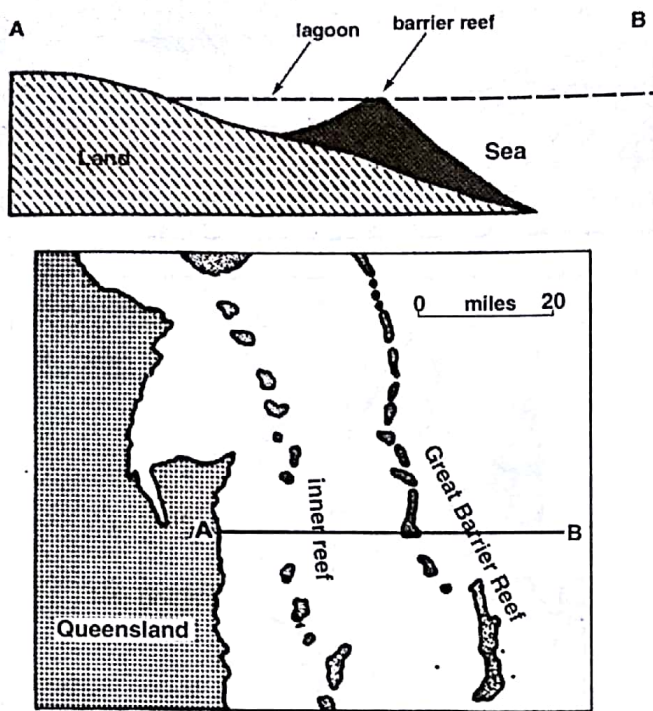 A
lagoon
barrier reef
B
Land
Sea
0 miles 20
inner reef
Great Barrier Reef
A
B
Queensland